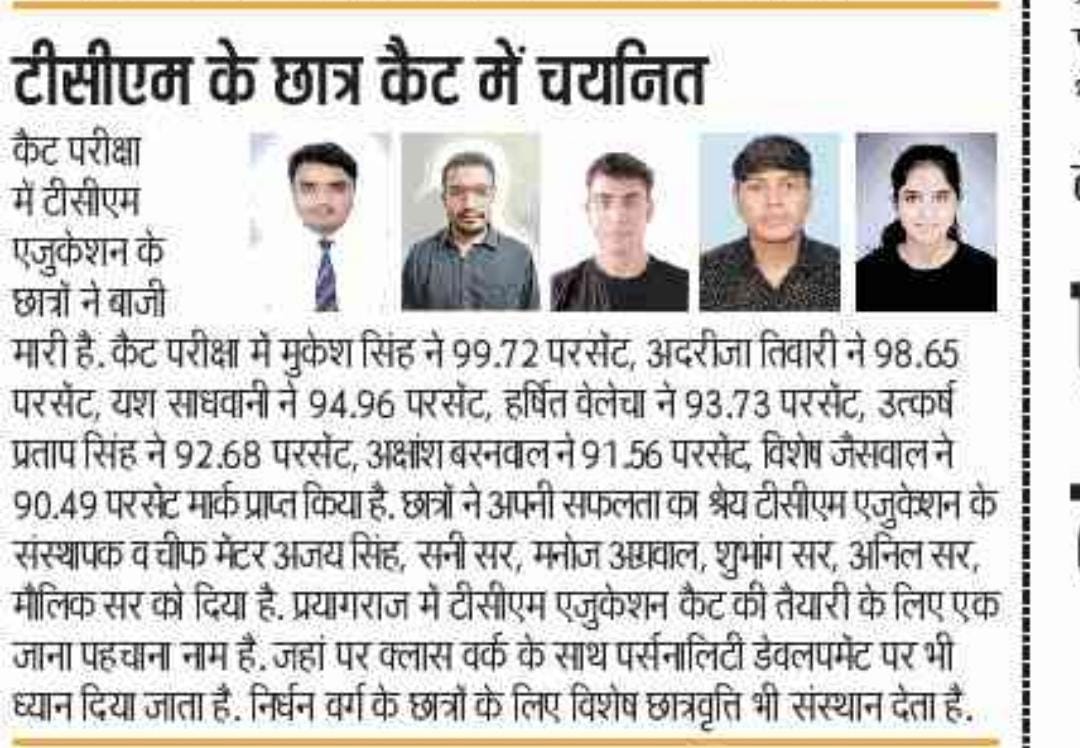 टीसीएम के छात्र कैट में चयनित
कैट परीक्षा
में टीसीएम
एजुकेशन के
छात्रों ने बाजी
मारी है. कैट परीक्षा में मुकेश सिंह ने 99.72 परसेंट, अदरीजा तिवारी ने 98.65
परसेंट, यश साधवानी ने 94.96 परसेंट, हर्षित वेलेचा ने 93.73 परसेंट, उत्कर्ष
प्रताप सिंह ने 92.68 परसेंट, अक्षांश बरनवाल ने 91.56 परसेंट, विशेष जैसवाल ने
90.49 परसेंट मार्क प्राप्त किया है. छात्रों ने अपनी सफलता का श्रेय टीसीएम एजुकेशन के
संस्थापक व चीफ मेंटर अजय सिंह, सनी सर, मनोज अग्रवाल, शुभांग सर, अनिल सर,
मौलिक सर को दिया है. प्रयागराज में टीसीएम एजुकेशन कैट की तैयारी के लिए एक
जाना पहचाना नाम है. जहां पर क्लास वर्क के साथ पर्सनालिटी डेवलपमेंट पर भी
ध्यान दिया जाता है. निर्धन वर्ग के छात्रों के लिए विशेष छात्रवृत्ति भी संस्थान देता है.